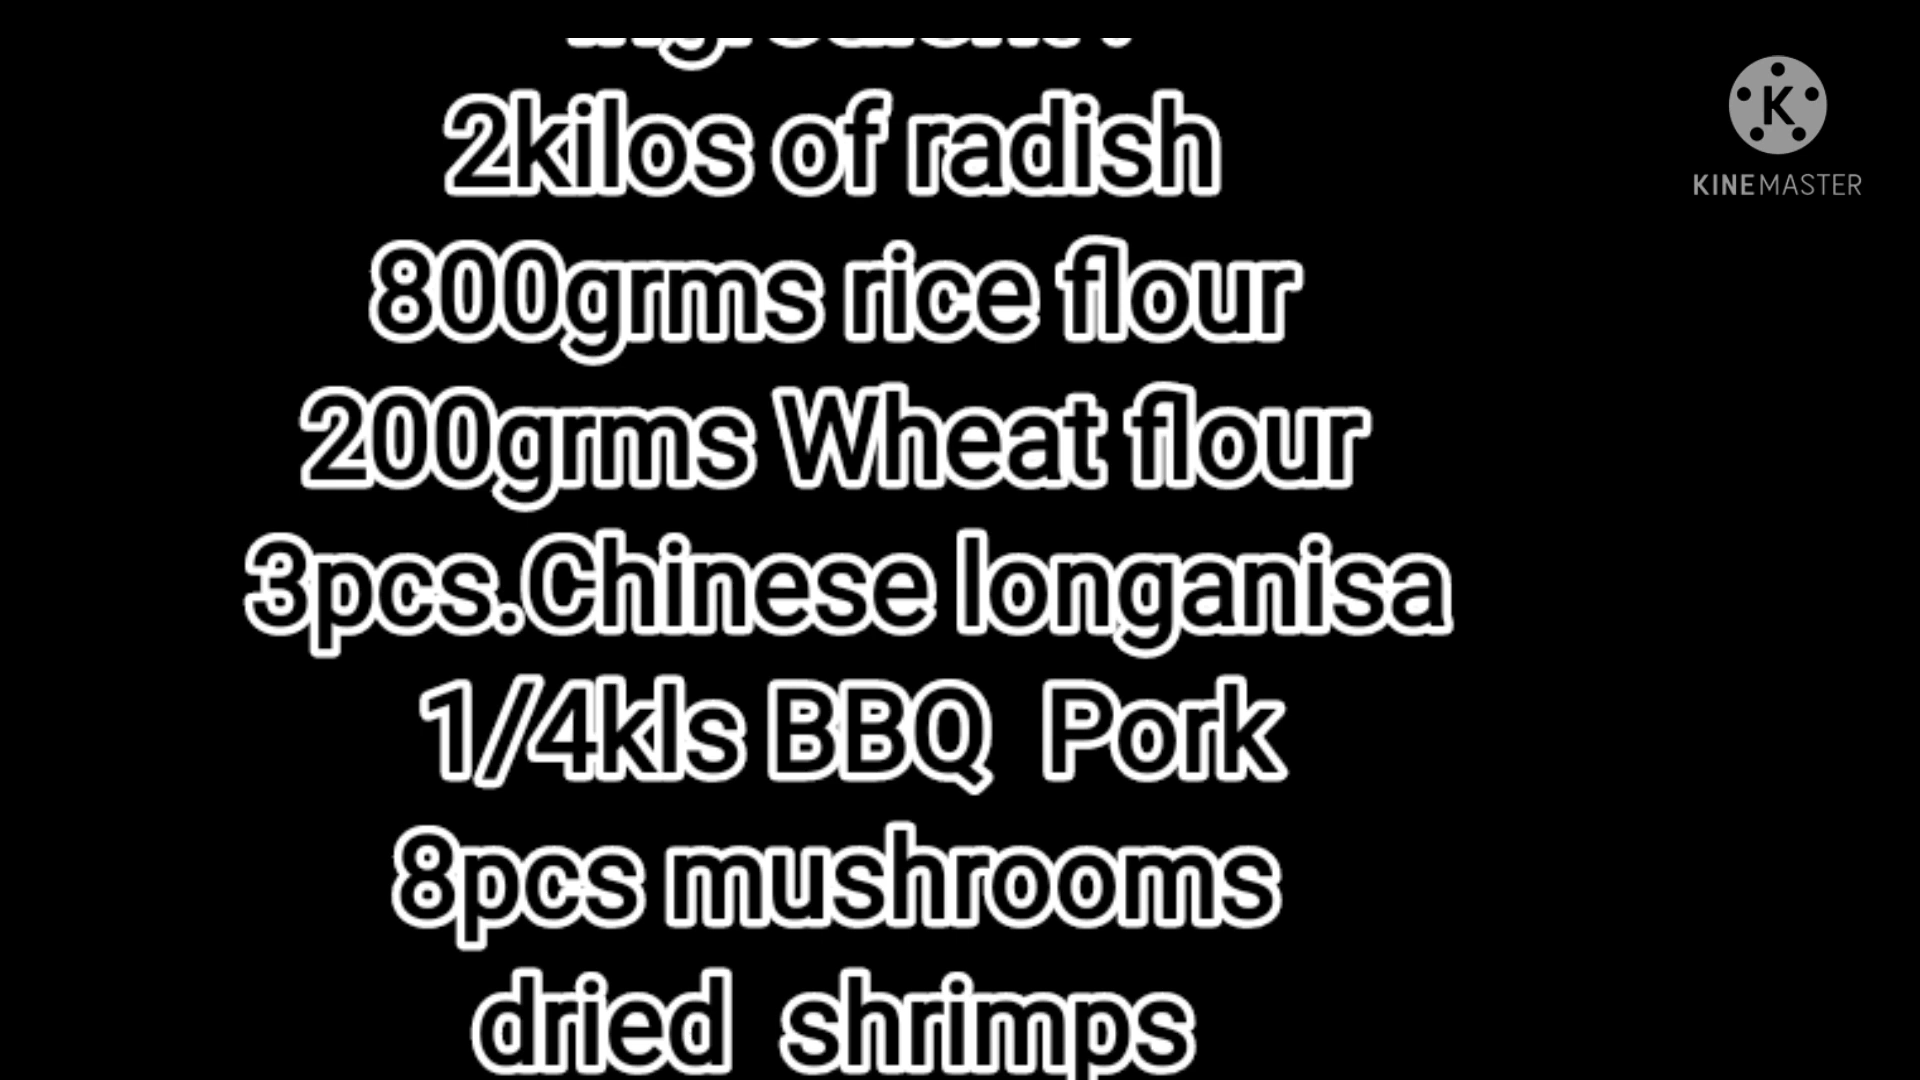 2kilos of radish
800grms rice flour
200grms Wheat flour
3pcs.Chinese longanisa
1/4kls BBQ  Pork
8pcs mushrooms
dried  shrimps
K
KINEMASTER